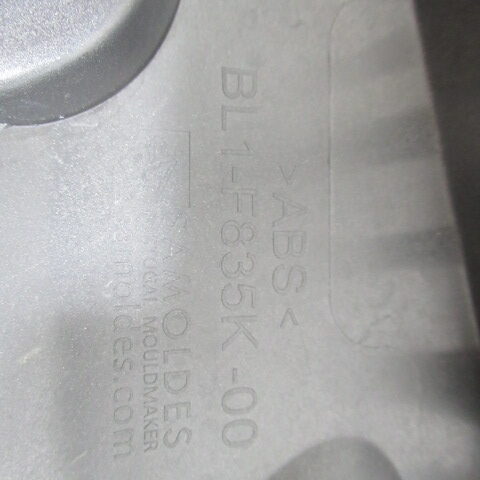 >ABS<
BL1-F835K-00
MOLDES
MOULDMAKER
moldes.com